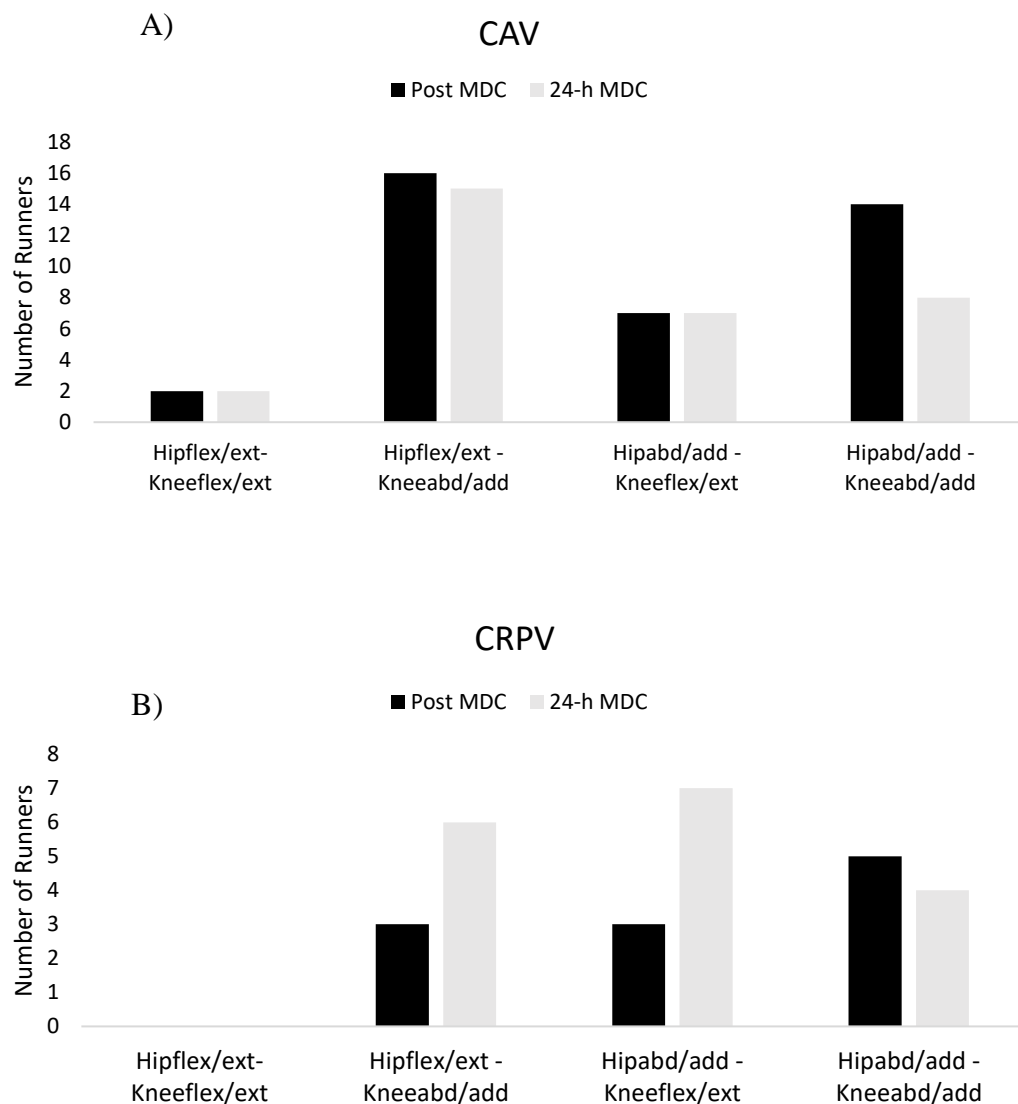 A)
CAV
Post MDC 24-h MDC
Number of Runners
18
16
14
12
10
8
6
4
2
0
Hipflex/ext- Hipflex/ext - Hipabd/add - Hipabd/add -
Kneeflex/ext Kneeabd/add Kneeflex/ext Kneeabd/add
CRPV
B)
Post MDC 24-h MDC
Number of Runners
8
7
6
5
4
3
2
1
0
Hipflex/ext- Hipflex/ext - Hipabd/add - Hipabd/add -
Kneeflex/ext Kneeabd/add Kneeflex/ext Kneeabd/add